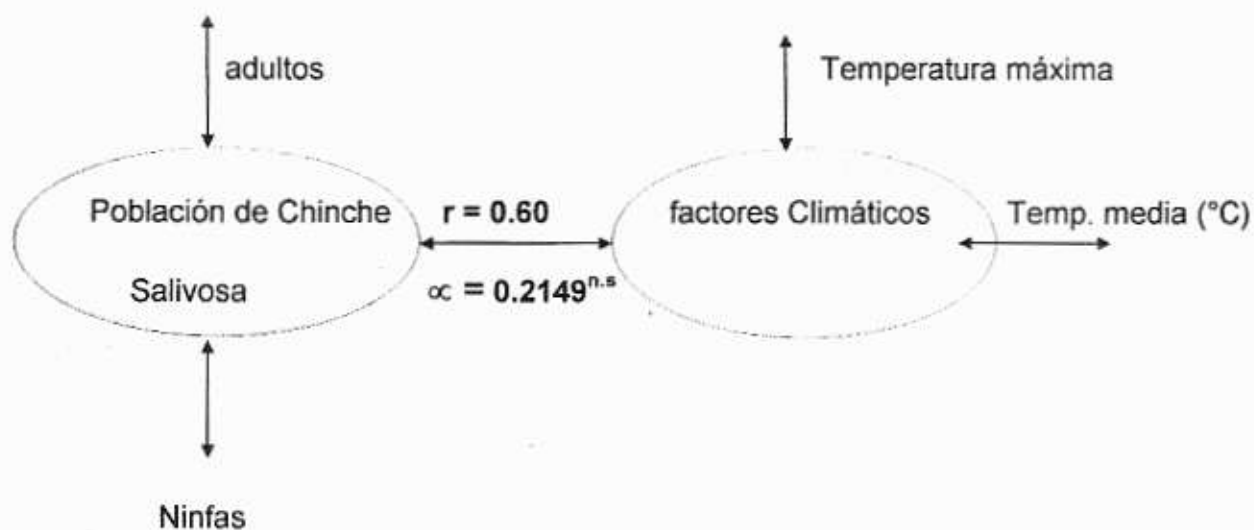 adultos
Temperatura máxima
Población de Chinche
Salivosa
r = 0.60
∝ = 0.2149ⁿ·ˢ
factores Climáticos
Temp. media (°C)
Ninfas